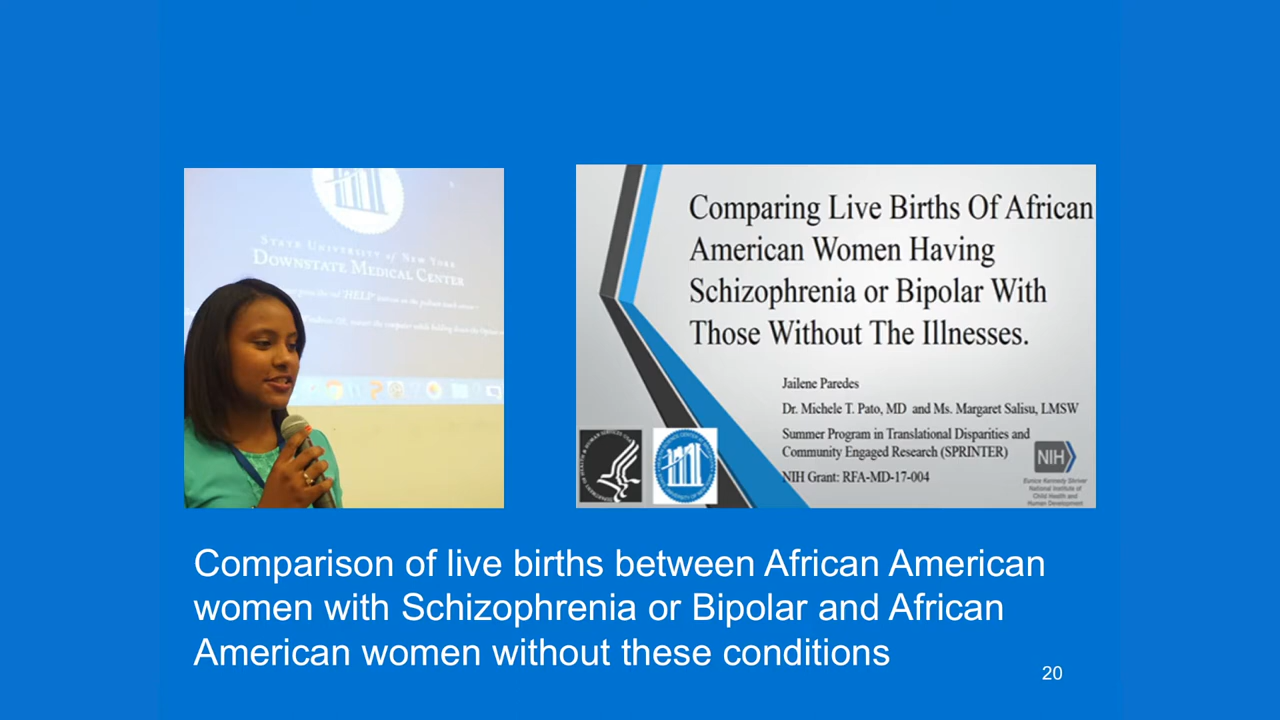 STATE UNIVERSITY of NEW YORK
DOWNSTATE MEDICAL CENTER
Comparing Live Births Of African
American Women Having
Schizophrenia or Bipolar With
Those Without The Illnesses.
Jailene Paredes
Dr. Michele T. Pato, MD and Ms. Margaret Salisu, LMSW
Summer Program in Translational Disparities and
Community Engaged Research (SPRINTER)
NIH Grant: RFA-MD-17-004
NIH
Eunice Kennedy Shriver
National Institute of
Child Health and
Human Development
Comparison of live births between African American
women with Schizophrenia or Bipolar and African
American women without these conditions
20